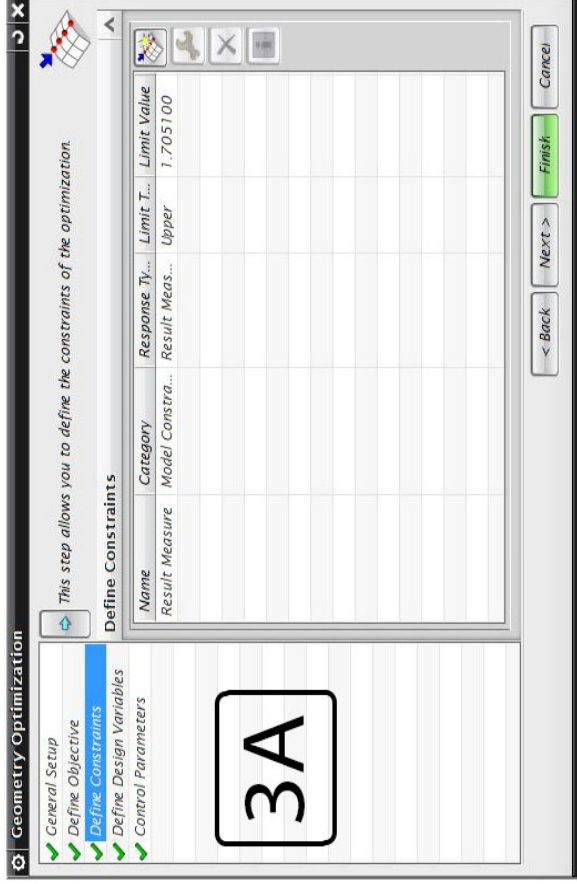 Geometry Optimization
General Setup
Define Objective
Define Constraints
Define Design Variables
Control Parameters
3A
This step allows you to define the constraints of the optimization.
Define Constraints
Name Category Response Ty... Limit T... Limit Value
Result Measure Model Constra... Result Meas... Upper 1.705100
< Back Next > Finish Cancel